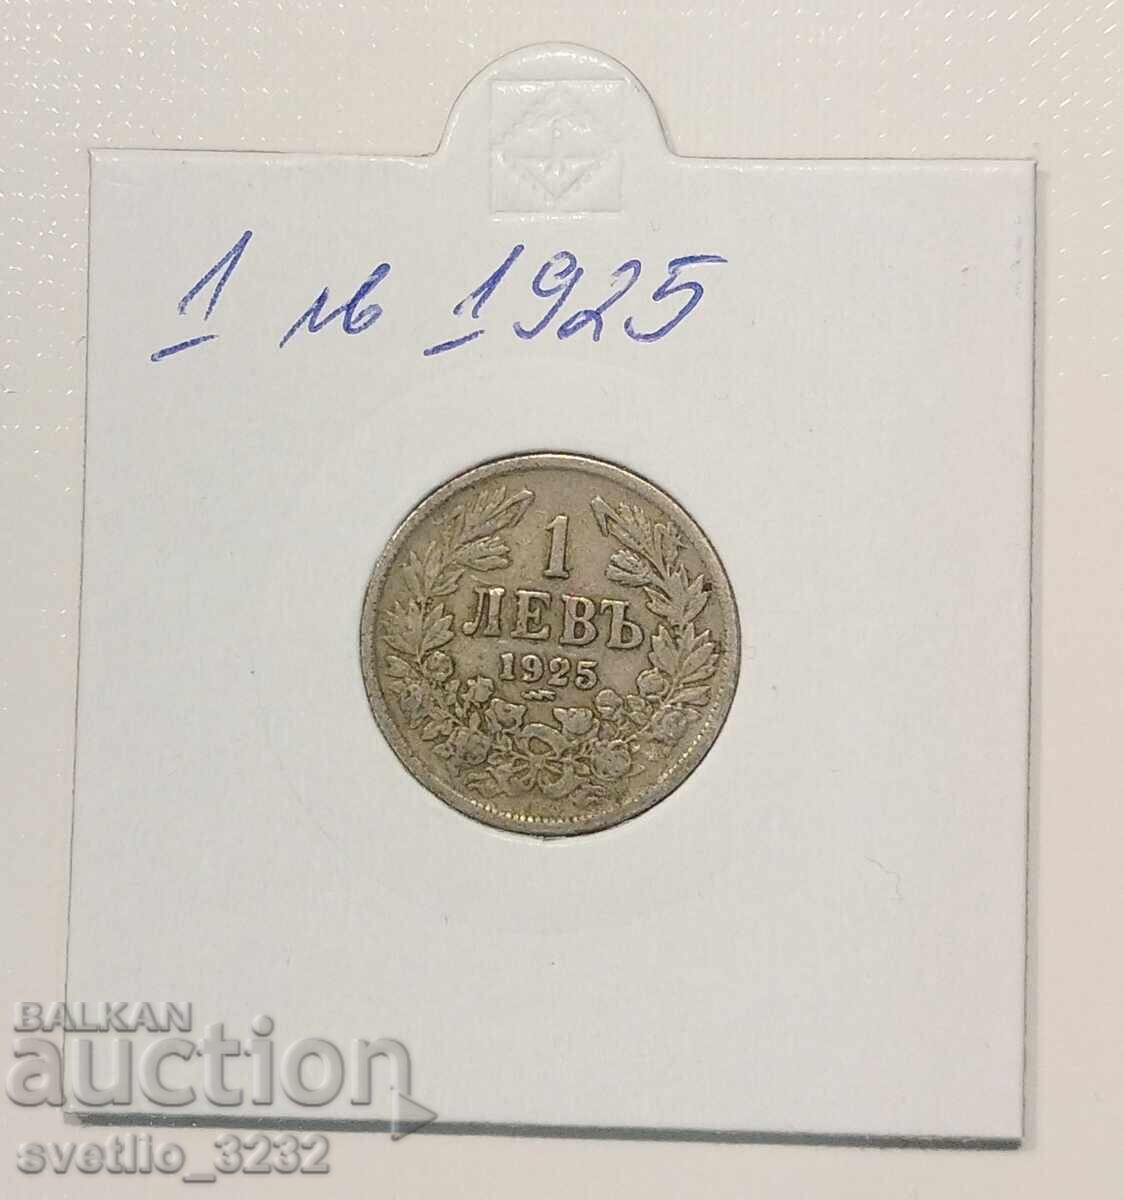 1 лв 1925
1
ЛЕВЪ
1925
BALKAN
auction
svetlio_3232